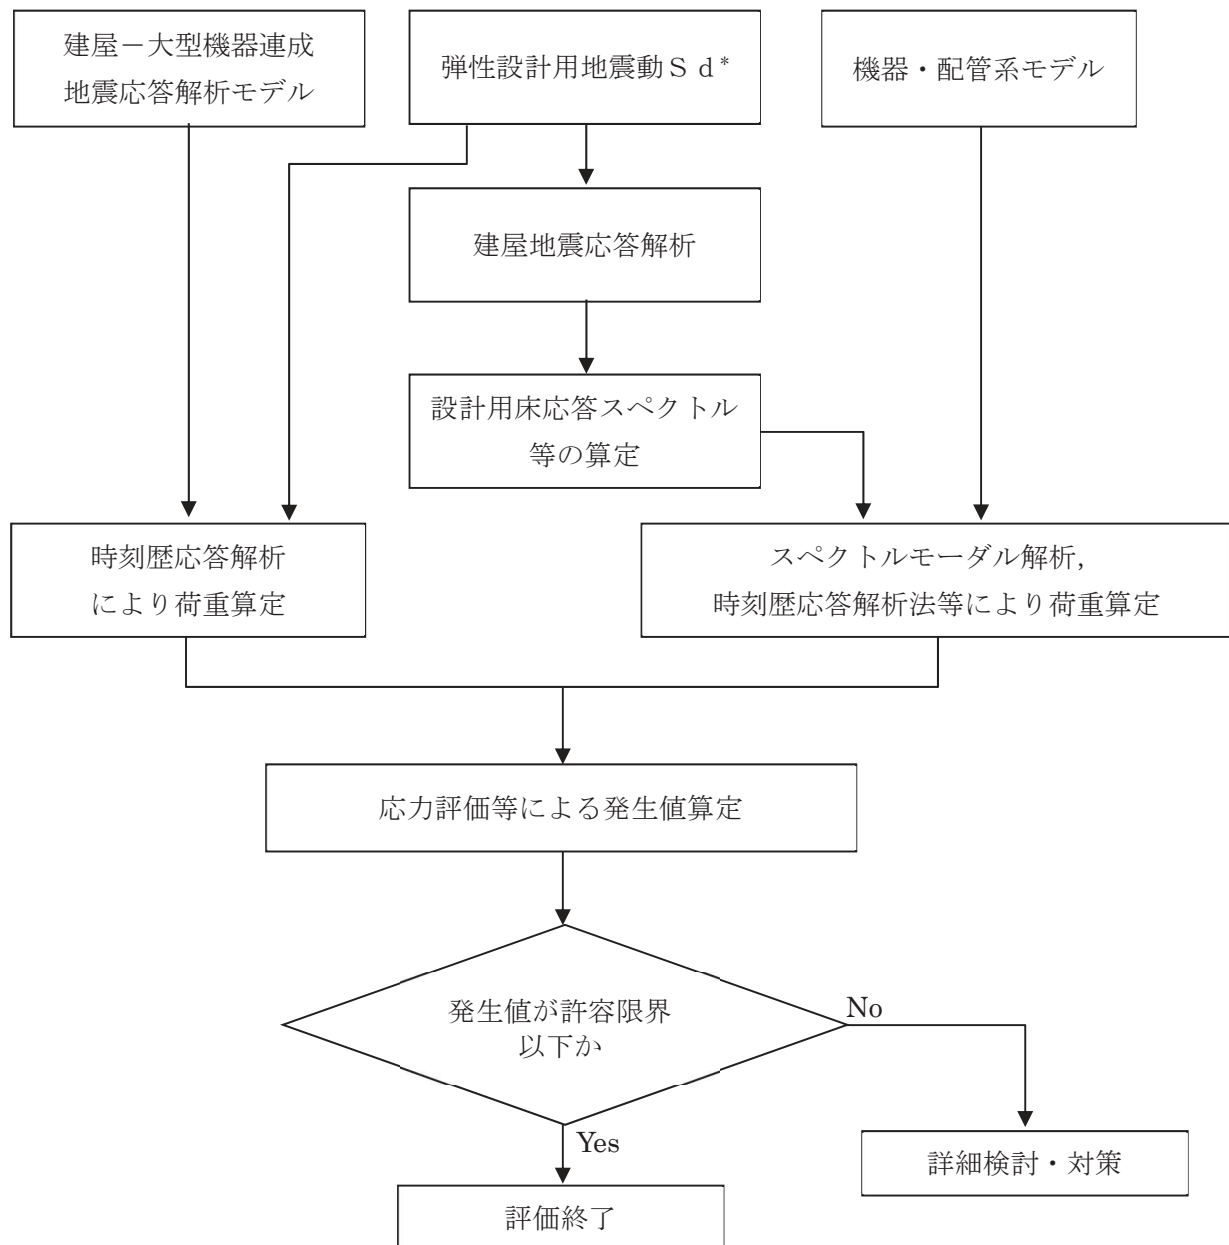 建屋－大型機器連成
地震応答解析モデル
弾性設計用地震動Ｓｄ*
機器・配管系モデル
建屋地震応答解析
設計用床応答スペクトル
等の算定
時刻歴応答解析
により荷重算定
スペクトルモーダル解析，
時刻歴応答解析法等により荷重算定
応力評価等による発生値算定
発生値が許容限界
以下か
No
Yes
詳細検討・対策
評価終了